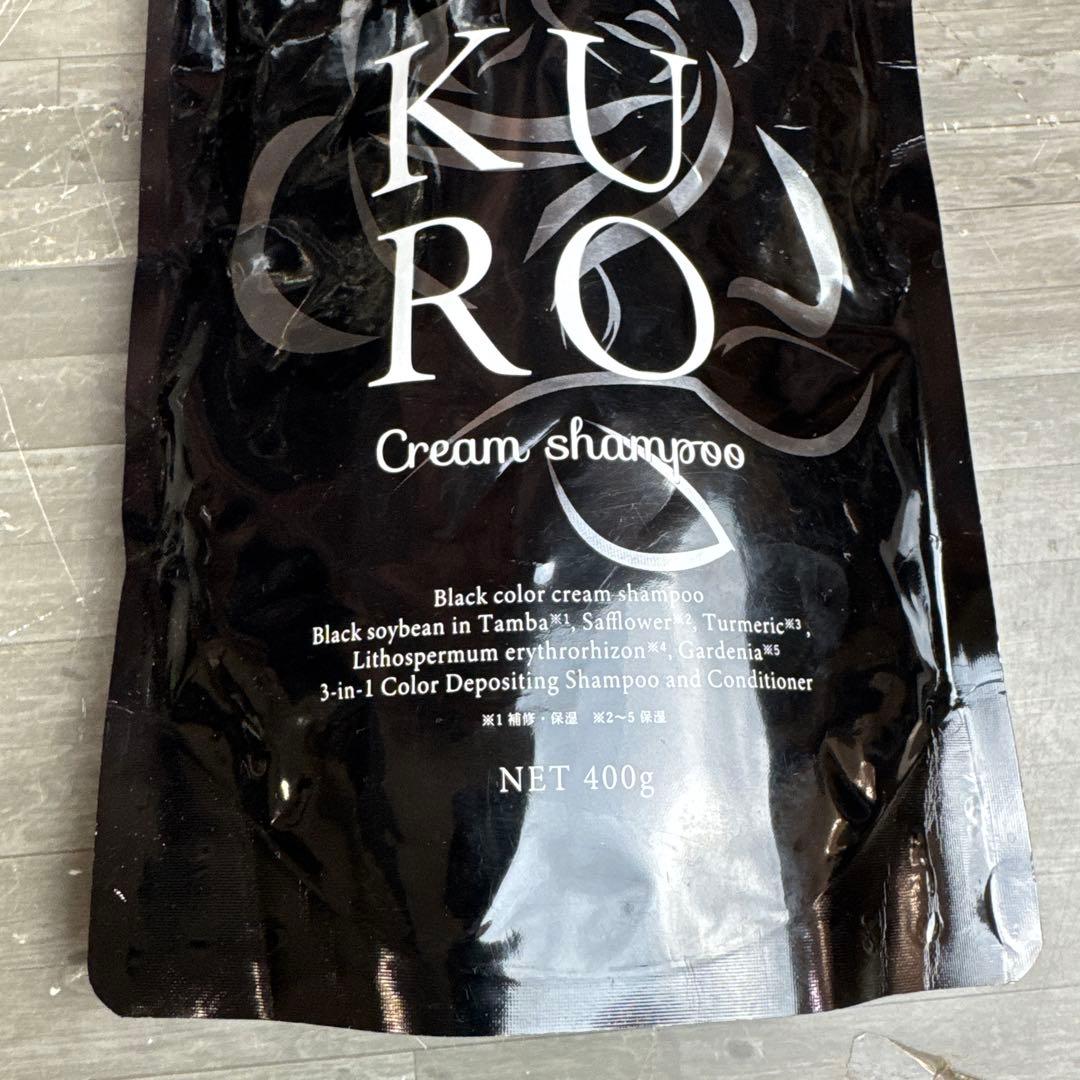 KU
RO
Cream shampoo
Black color cream shampoo
Black soybean in Tamba※1, Safflower※2, Turmeric※3,
Lithospermum erythrorhizon※4, Gardenia※5
3-in-1 Color Depositing Shampoo and Conditioner
※1 補修・保湿 ※2～5 保湿
NET 400g